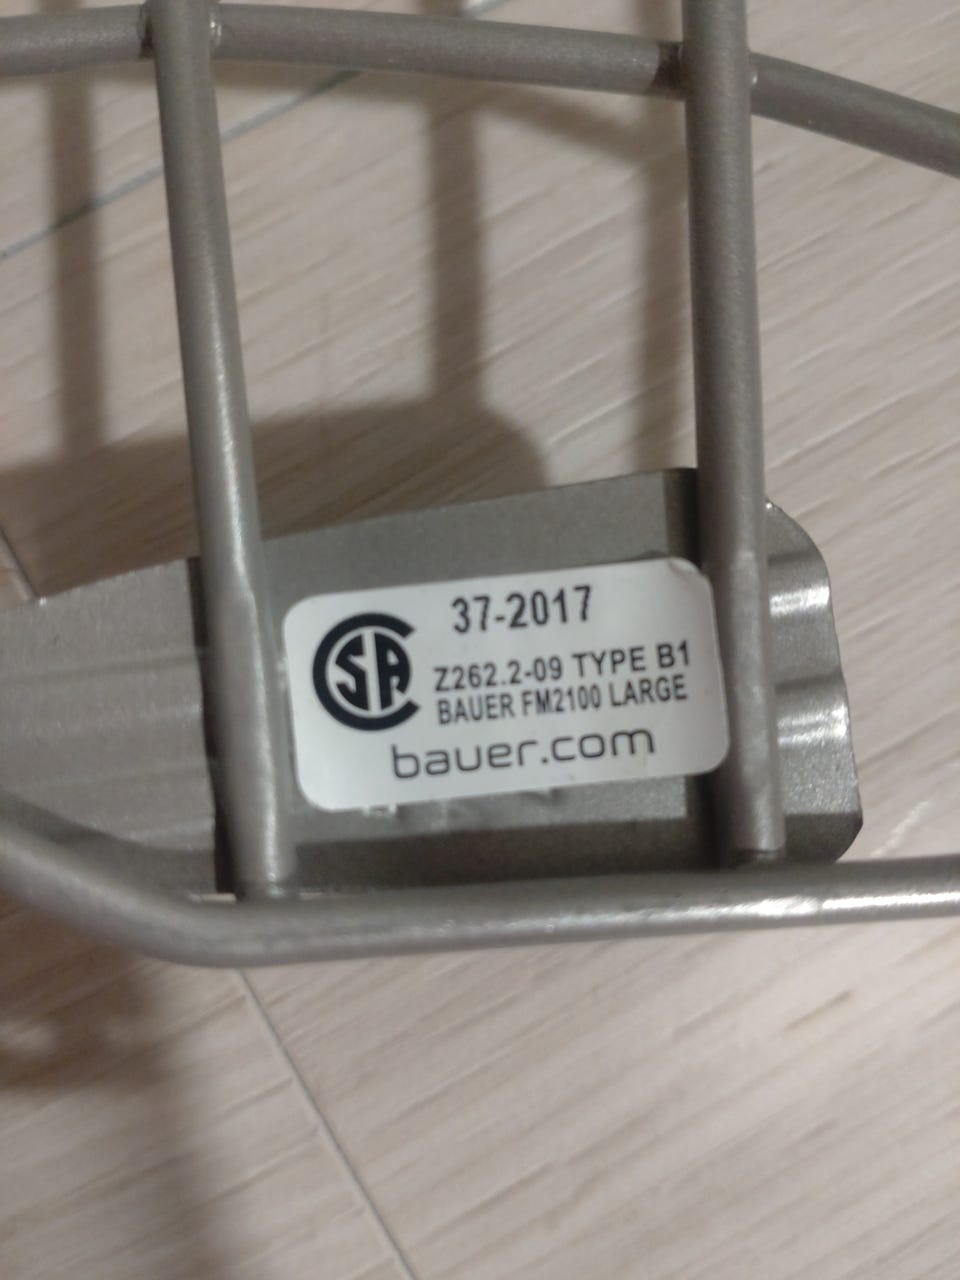 37-2017
CSA
Z262.2-09 TYPE B1
BAUER FM2100 LARGE
bauer.com